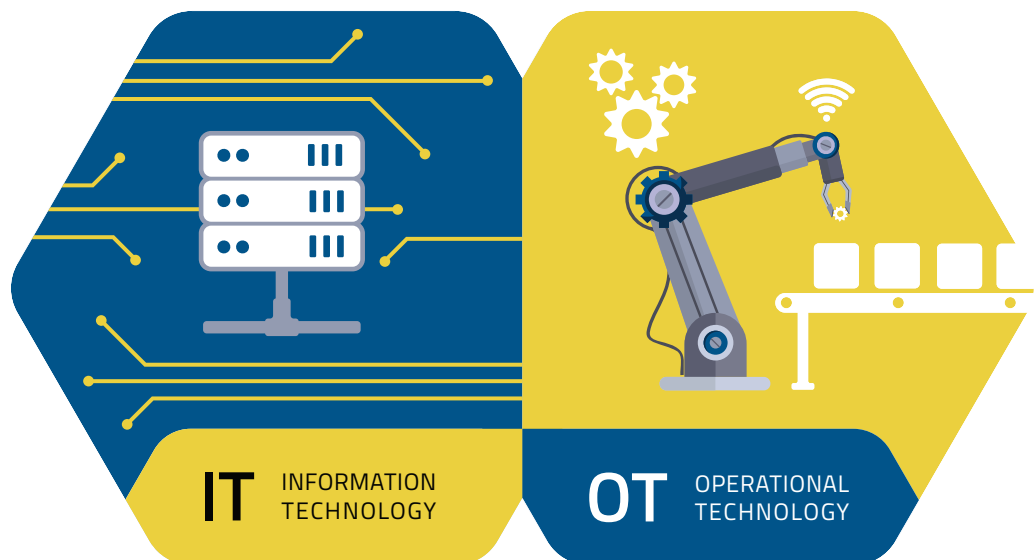 IT
INFORMATION
TECHNOLOGY
OT
OPERATIONAL
TECHNOLOGY